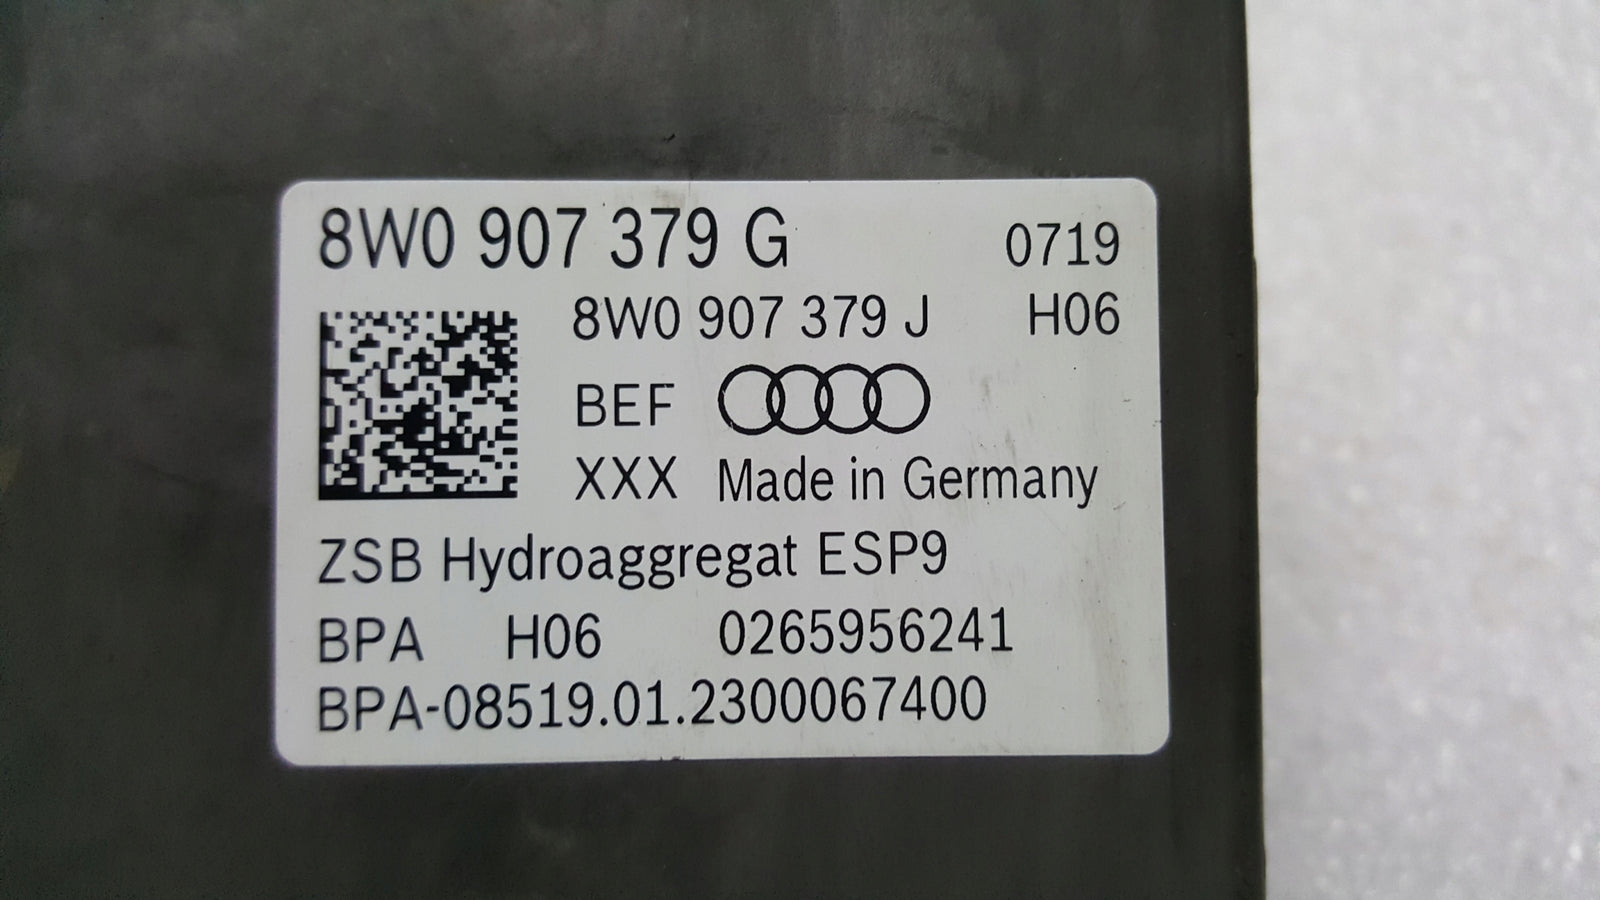 8W0 907 379 G 0719
8W0 907 379 J H06
BEF
XXX Made in Germany
ZSB Hydroaggregat ESP9
BPA H06 0265956241
BPA-08519.01.2300067400